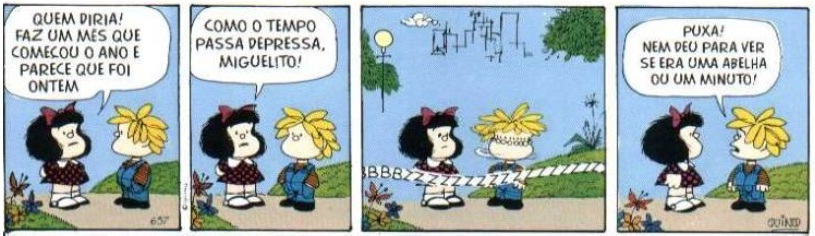 QUEM DIRIA!
FAZ UM MÊS QUE
COMEÇOU O ANO E
PARECE QUE FOI
ONTEM
657
COMO O TEMPO
PASSA DEPRESSA,
MIGUELITO!
BBBBZZZZZZZZZZZZ
PUXA!
NEM DEU PARA VER
SE ERA UMA ABELHA
OU UM MINUTO!
QUINO